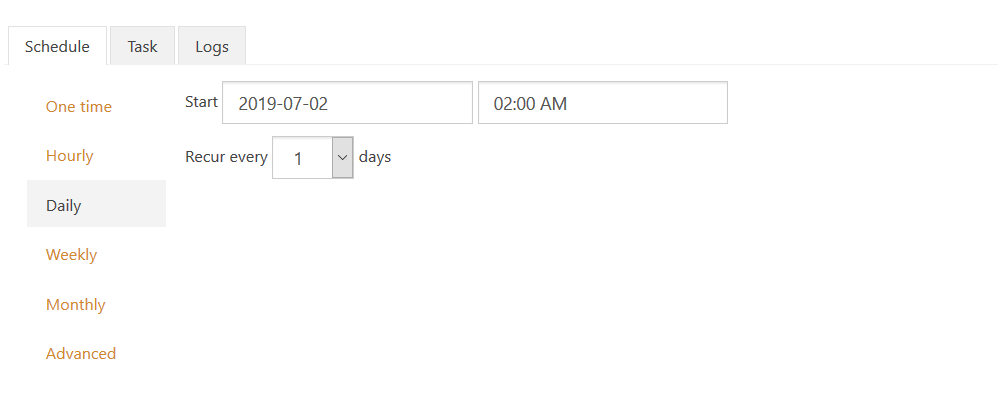 Schedule Task Logs
One time
Start 2019-07-02 02:00 AM
Hourly
Recur every 1 days
Daily
Weekly
Monthly
Advanced